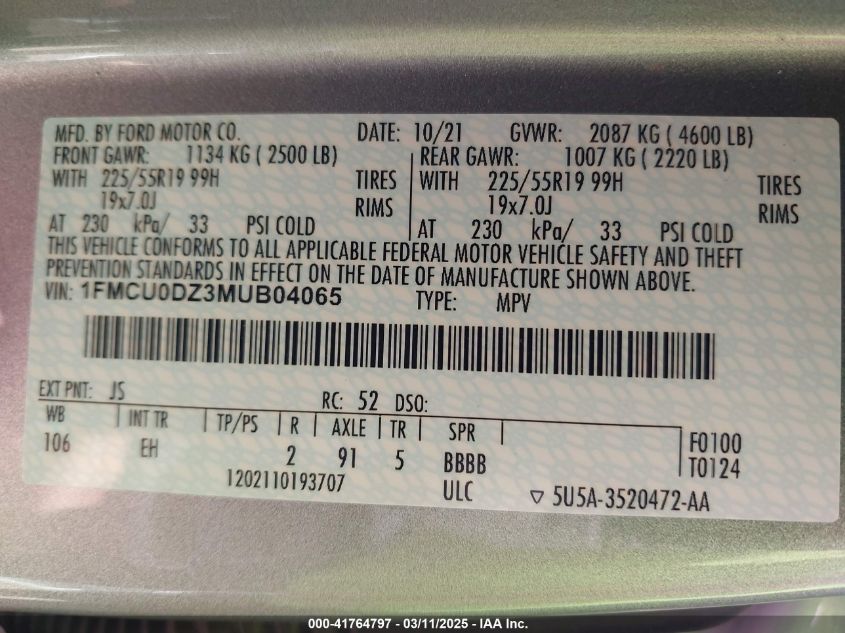 MFD. BY FORD MOTOR CO. DATE: 10/21 GVWR: 2087 KG ( 4600 LB)
FRONT GAWR: 1134 KG ( 2500 LB) REAR GAWR: 1007 KG ( 2220 LB)
WITH 225/55R19 99H TIRES WITH 225/55R19 99H TIRES
19x7.0J RIMS 19x7.0J RIMS
AT 230 kPa/ 33 PSI COLD AT 230 kPa/ 33 PSI COLD
THIS VEHICLE CONFORMS TO ALL APPLICABLE FEDERAL MOTOR VEHICLE SAFETY AND THEFT
PREVENTION STANDARDS IN EFFECT ON THE DATE OF MANUFACTURE SHOWN ABOVE.
VIN: 1FMCU0DZ3MUB04065 TYPE: MPV
EXT PNT: JS RC: 52 DSO:
WB INT TR TP/PS R AXLE TR SPR F0100
106 EH 2 91 5 BBBB T0124
1202110193707 ULC ▽ 5U5A-3520472-AA
000-41764797 - 03/11/2025 - IAA Inc.